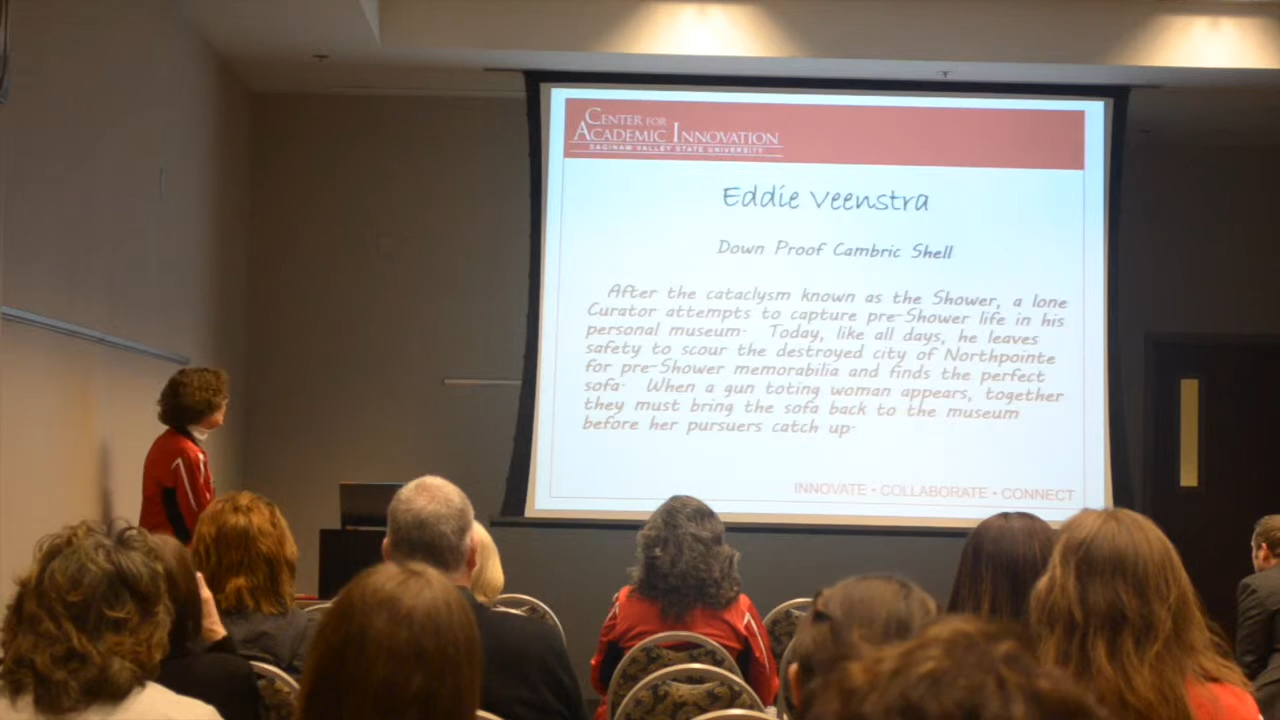 CENTER FOR
ACADEMIC INNOVATION
SAGINAW VALLEY STATE UNIVERSITY
Eddie Veenstra
Down Proof Cambric Shell
After the cataclysm known as the Shower, a lone
Curator attempts to capture pre-Shower life in his
personal museum. Today, like all days, he leaves
safety to scour the destroyed city of Northpointe
for pre-Shower memorabilia and finds the perfect
sofa. When a gun toting woman appears, together
they must bring the sofa back to the museum
before her pursuers catch up.
INNOVATE • COLLABORATE • CONNECT